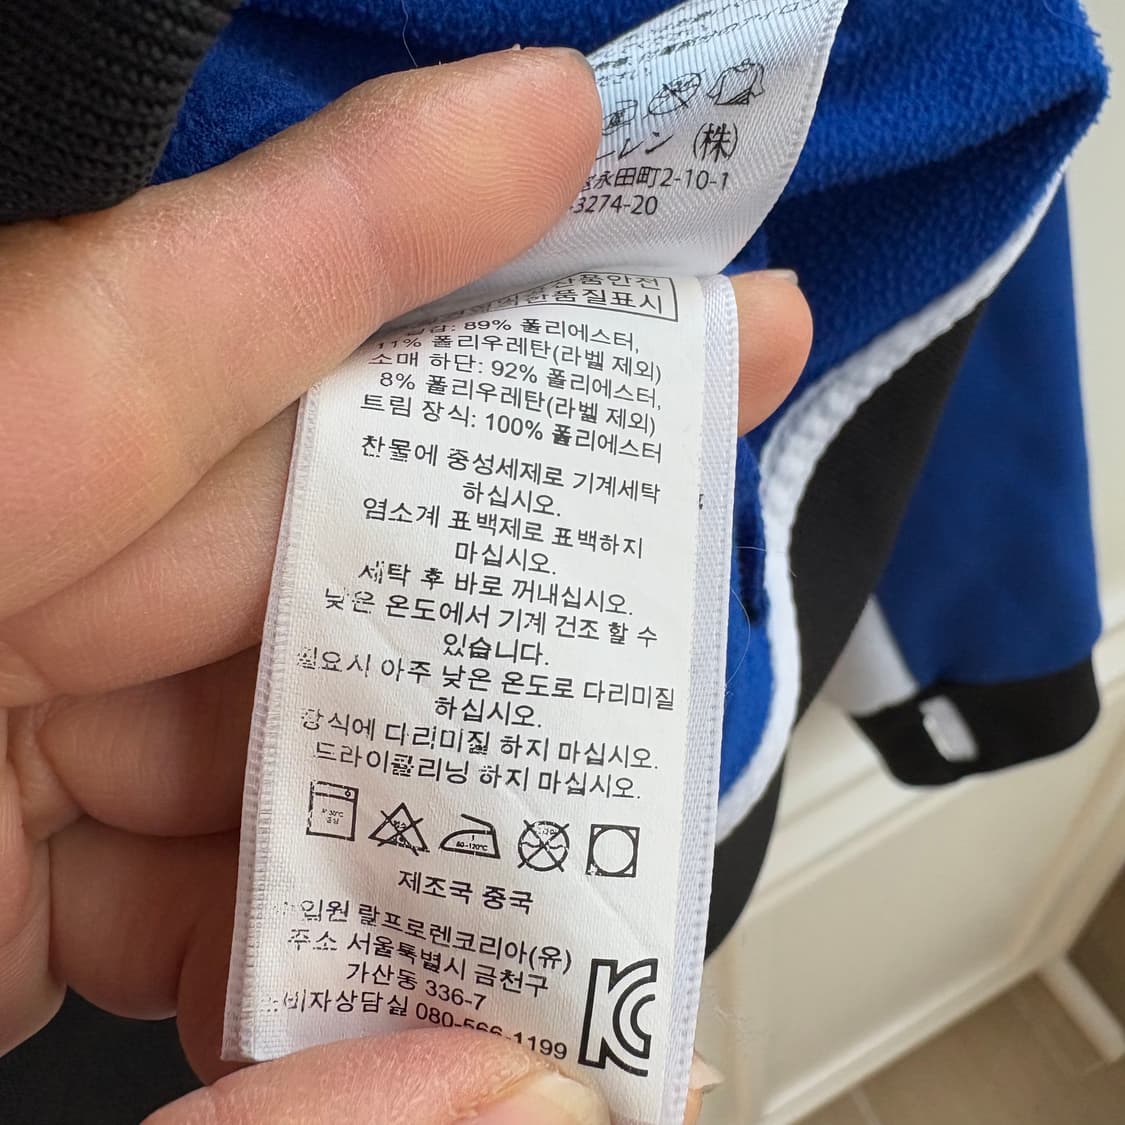 レン (株)
永田町2-10-1
3274-20
품안전
한품질표시
89% 폴리에스터,
11% 폴리우레탄(라벨 제외)
소매 하단: 92% 폴리에스터,
8% 폴리우레탄(라벨 제외)
트림 장식: 100% 폴리에스터
찬물에 중성세제로 기계세탁
하십시오.
염소계 표백제로 표백하지
마십시오.
세탁 후 바로 꺼내십시오.
낮은 온도에서 기계 건조 할 수
있습니다.
필요시 아주 낮은 온도로 다리미질
하십시오.
장식에 다리미질 하지 마십시오.
드라이클리닝 하지 마십시오.
80-120℃
제조국 중국
입원 랄프로렌코리아(유)
주소 서울특별시 금천구
가산동 336-7
비자상담실 080-566-1199
KC